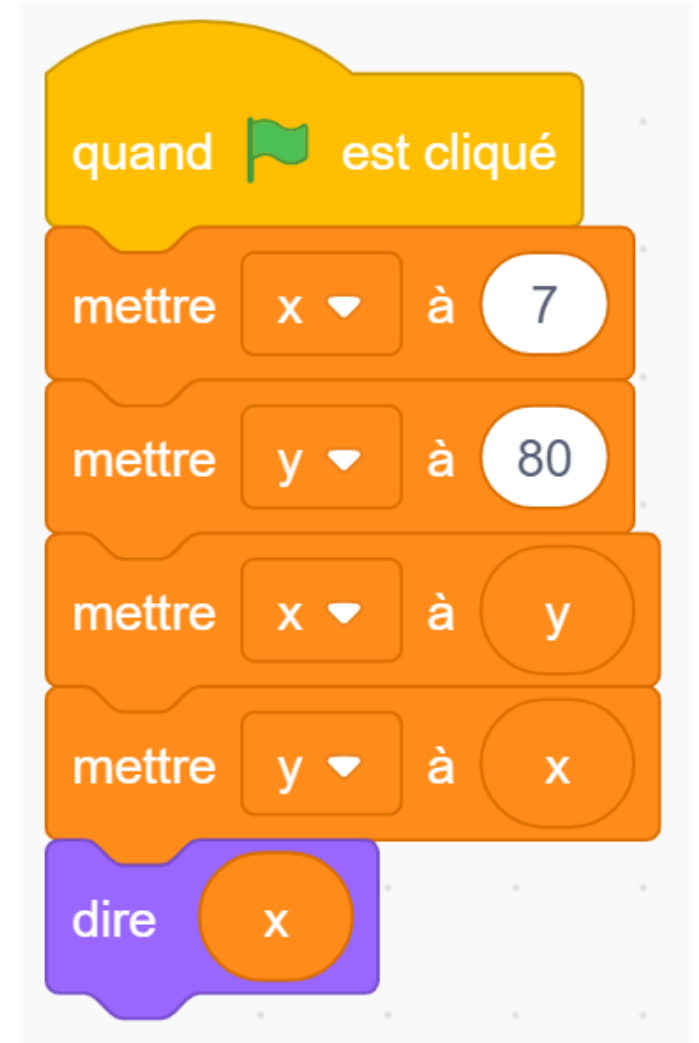 quand est cliqué
mettre x à 7
mettre y à 80
mettre x à y
mettre y à x
dire x